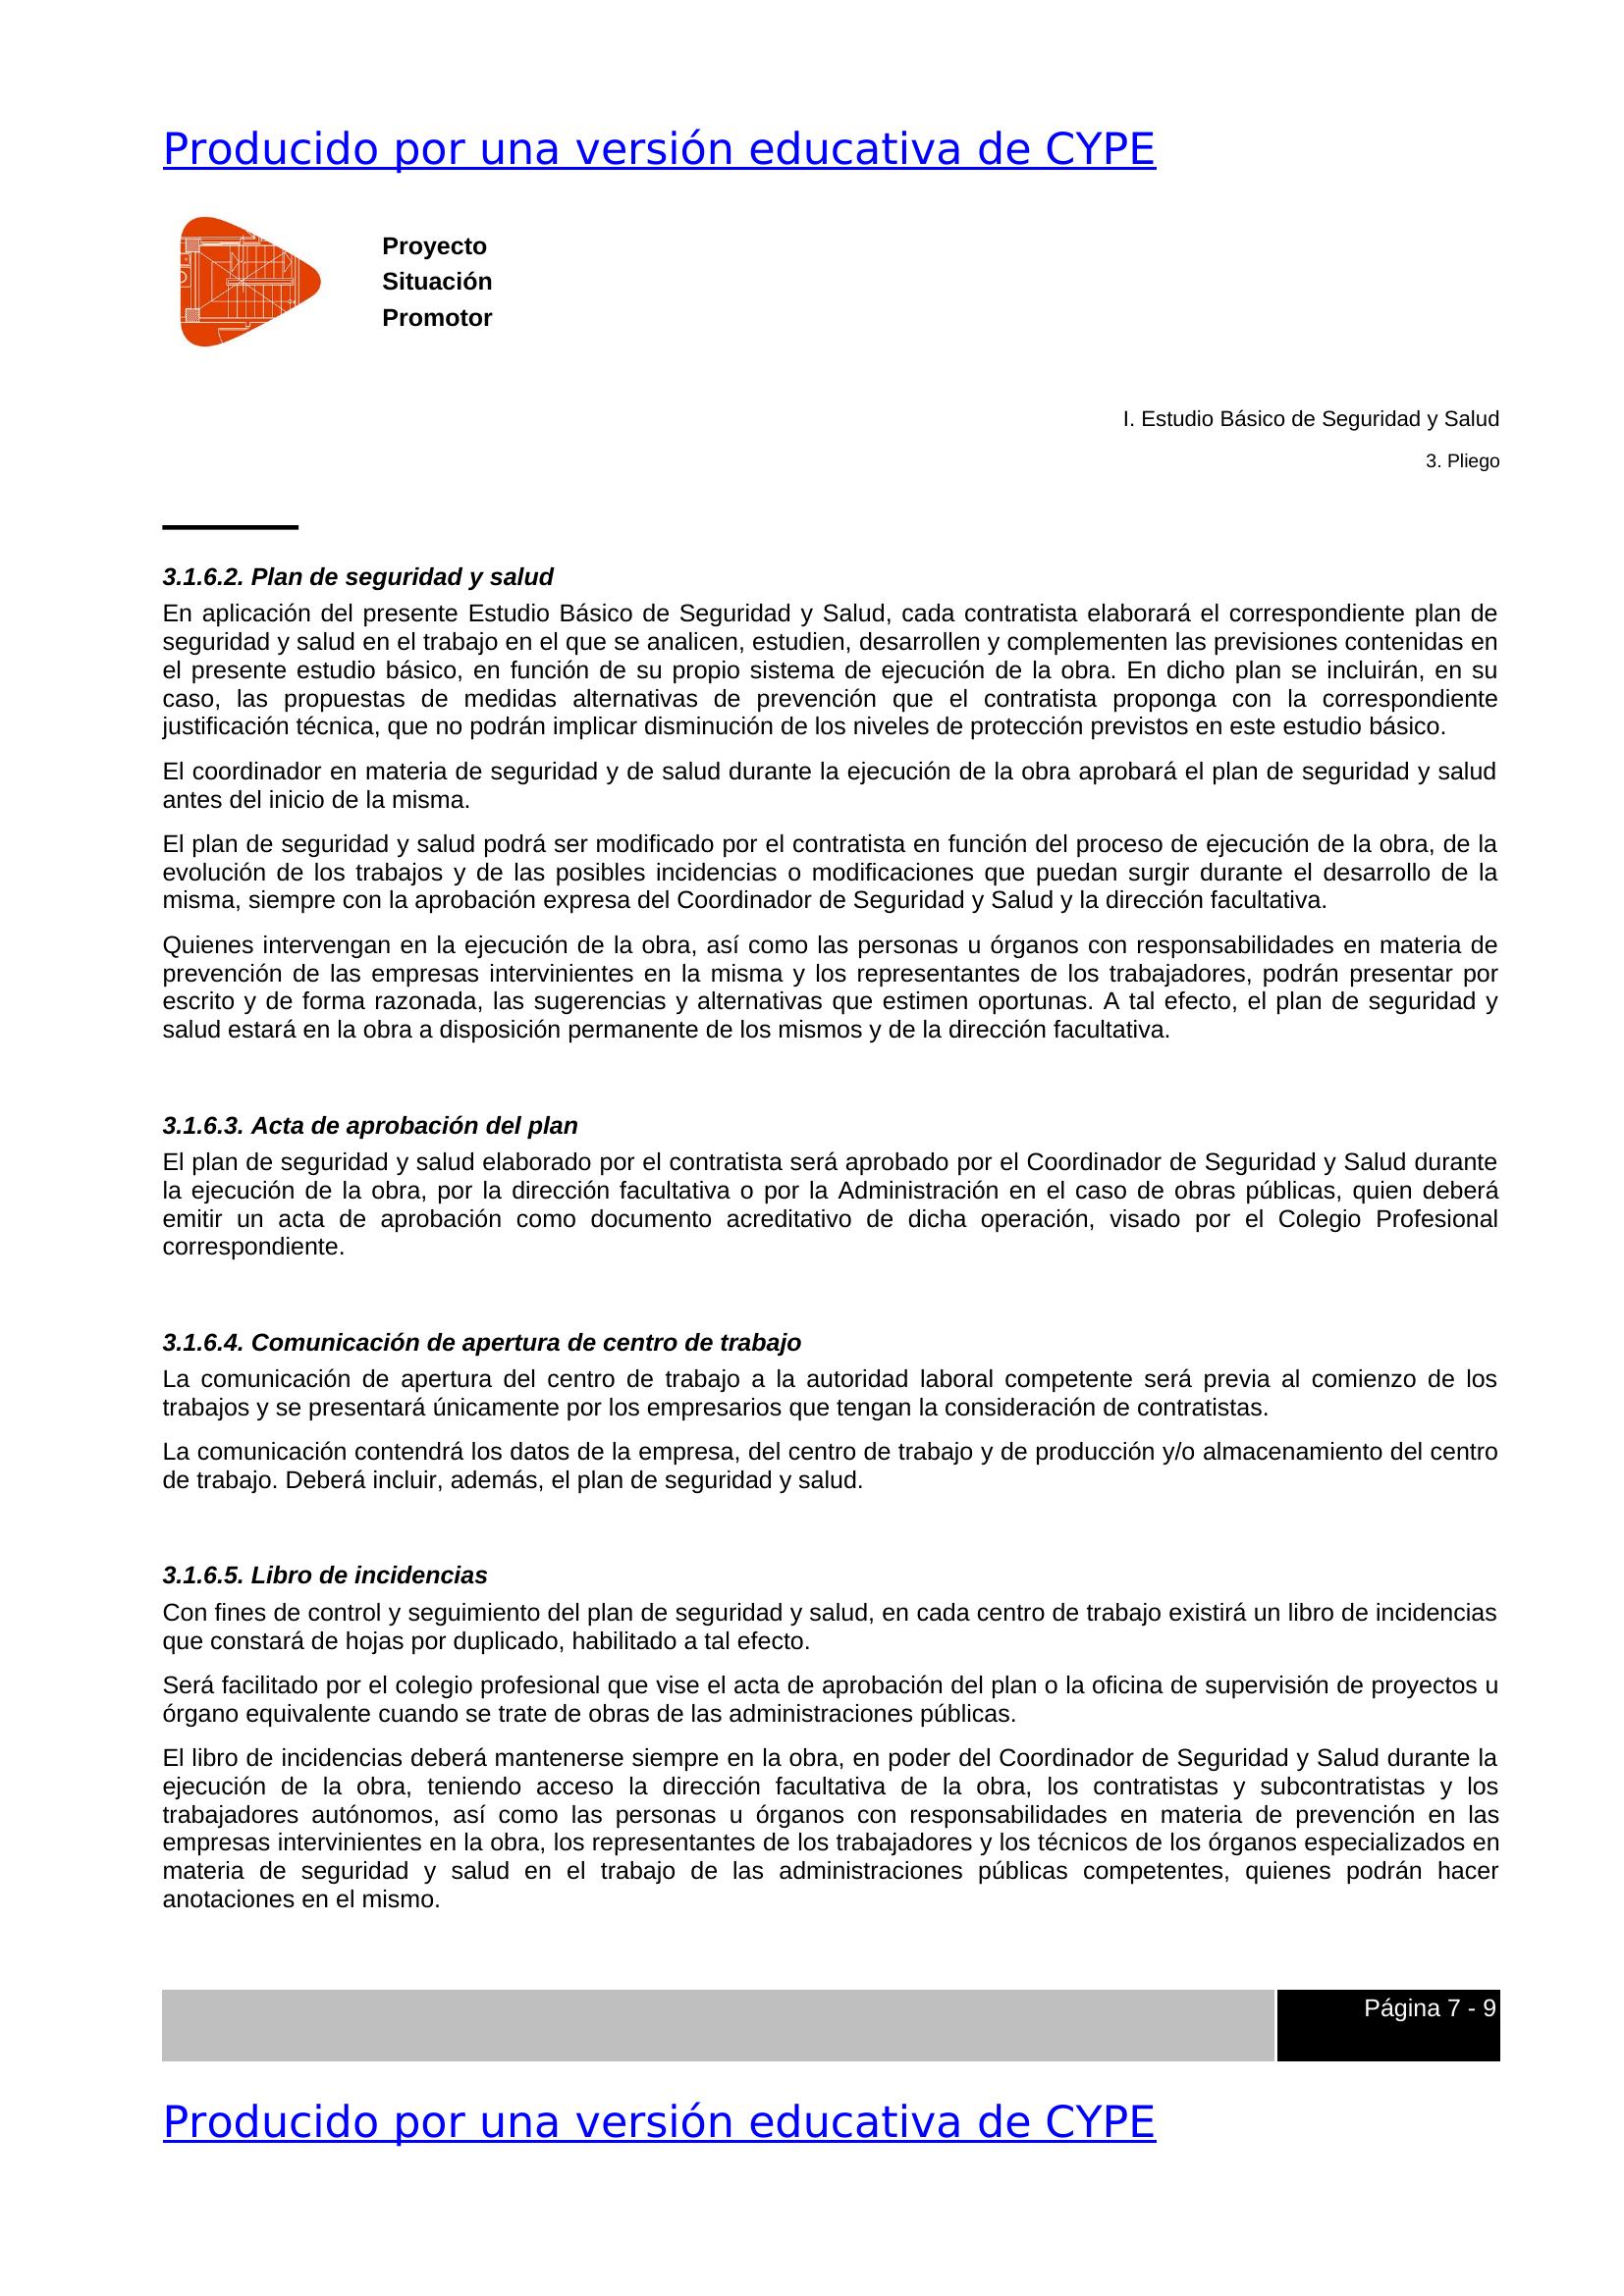 Producido por una versión educativa de CYPE
Proyecto
Situación
Promotor
I. Estudio Básico de Seguridad y Salud
3. Pliego
3.1.6.2. Plan de seguridad y salud
En aplicación del presente Estudio Básico de Seguridad y Salud, cada contratista elaborará el correspondiente plan de
seguridad y salud en el trabajo en el que se analicen, estudien, desarrollen y complementen las previsiones contenidas en
el presente estudio básico, en función de su propio sistema de ejecución de la obra. En dicho plan se incluirán, en su
caso, las propuestas de medidas alternativas de prevención que el contratista proponga con la correspondiente
justificación técnica, que no podrán implicar disminución de los niveles de protección previstos en este estudio básico.
El coordinador en materia de seguridad y de salud durante la ejecución de la obra aprobará el plan de seguridad y salud
antes del inicio de la misma.
El plan de seguridad y salud podrá ser modificado por el contratista en función del proceso de ejecución de la obra, de la
evolución de los trabajos y de las posibles incidencias o modificaciones que puedan surgir durante el desarrollo de la
misma, siempre con la aprobación expresa del Coordinador de Seguridad y Salud y la dirección facultativa.
Quienes intervengan en la ejecución de la obra, así como las personas u órganos con responsabilidades en materia de
prevención de las empresas intervinientes en la misma y los representantes de los trabajadores, podrán presentar por
escrito y de forma razonada, las sugerencias y alternativas que estimen oportunas. A tal efecto, el plan de seguridad y
salud estará en la obra a disposición permanente de los mismos y de la dirección facultativa.
3.1.6.3. Acta de aprobación del plan
El plan de seguridad y salud elaborado por el contratista será aprobado por el Coordinador de Seguridad y Salud durante
la ejecución de la obra, por la dirección facultativa o por la Administración en el caso de obras públicas, quien deberá
emitir un acta de aprobación como documento acreditativo de dicha operación, visado por el Colegio Profesional
correspondiente.
3.1.6.4. Comunicación de apertura de centro de trabajo
La comunicación de apertura del centro de trabajo a la autoridad laboral competente será previa al comienzo de los
trabajos y se presentará únicamente por los empresarios que tengan la consideración de contratistas.
La comunicación contendrá los datos de la empresa, del centro de trabajo y de producción y/o almacenamiento del centro
de trabajo. Deberá incluir, además, el plan de seguridad y salud.
3.1.6.5. Libro de incidencias
Con fines de control y seguimiento del plan de seguridad y salud, en cada centro de trabajo existirá un libro de incidencias
que constará de hojas por duplicado, habilitado a tal efecto.
Será facilitado por el colegio profesional que vise el acta de aprobación del plan o la oficina de supervisión de proyectos u
órgano equivalente cuando se trate de obras de las administraciones públicas.
El libro de incidencias deberá mantenerse siempre en la obra, en poder del Coordinador de Seguridad y Salud durante la
ejecución de la obra, teniendo acceso la dirección facultativa de la obra, los contratistas y subcontratistas y los
trabajadores autónomos, así como las personas u órganos con responsabilidades en materia de prevención en las
empresas intervinientes en la obra, los representantes de los trabajadores y los técnicos de los órganos especializados en
materia de seguridad y salud en el trabajo de las administraciones públicas competentes, quienes podrán hacer
anotaciones en el mismo.
Página 7 - 9
Producido por una versión educativa de CYPE